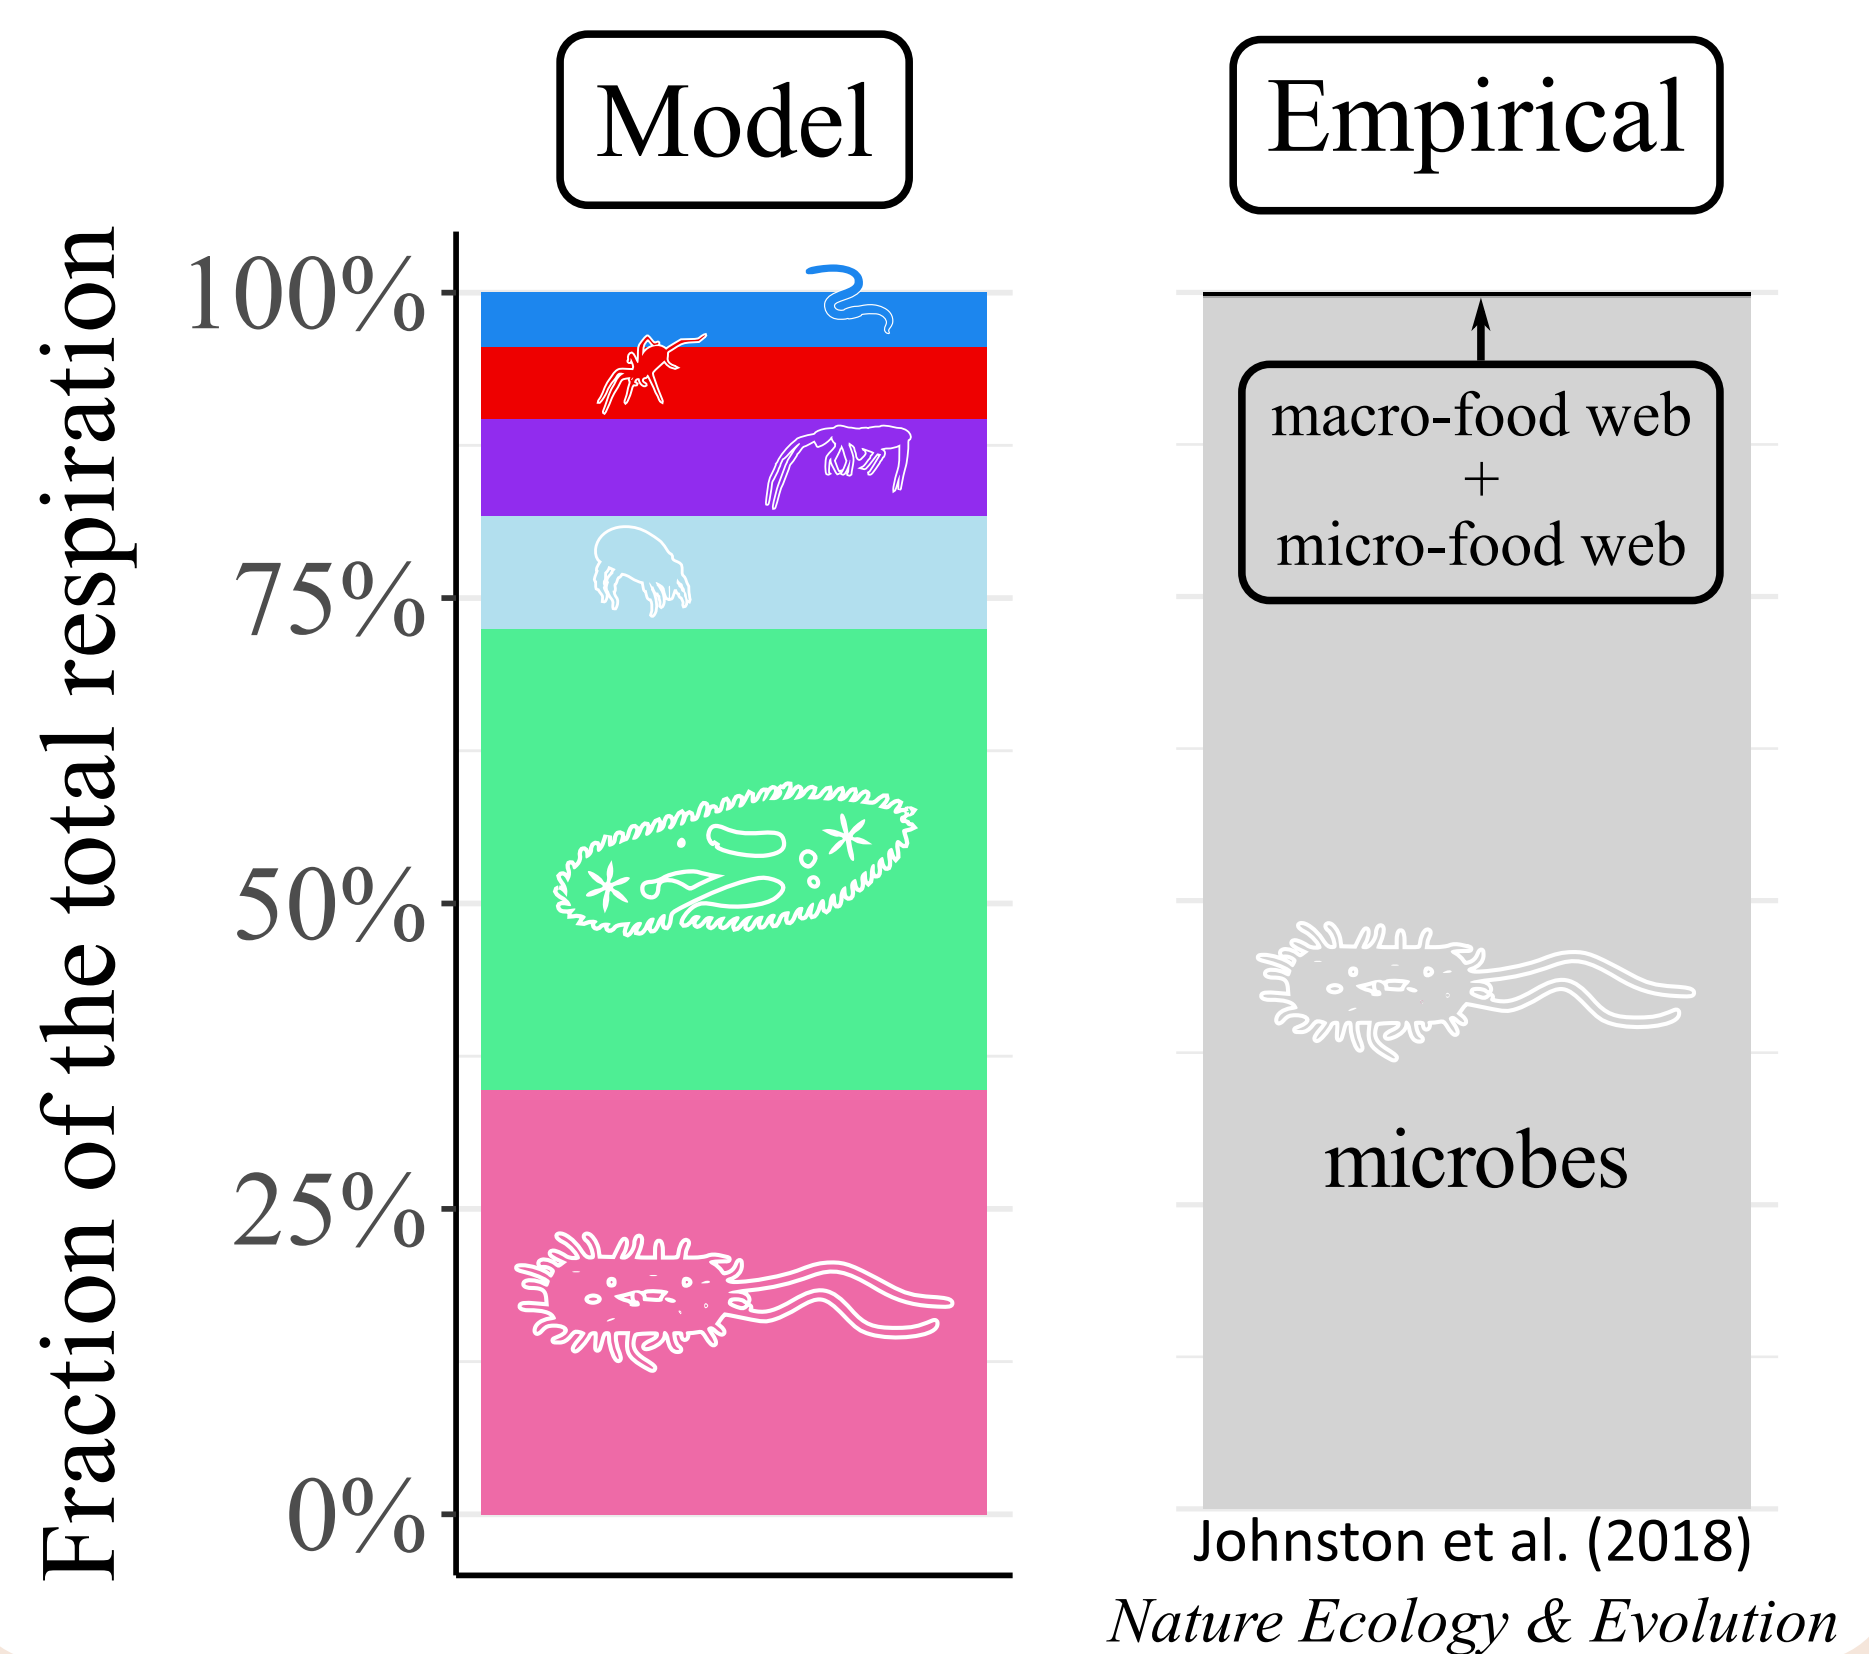 Model
Empirical
Fraction of the total respiration
100%
75%
50%
25%
0%
macro-food web
+
micro-food web
microbes
Johnston et al. (2018)
Nature Ecology & Evolution